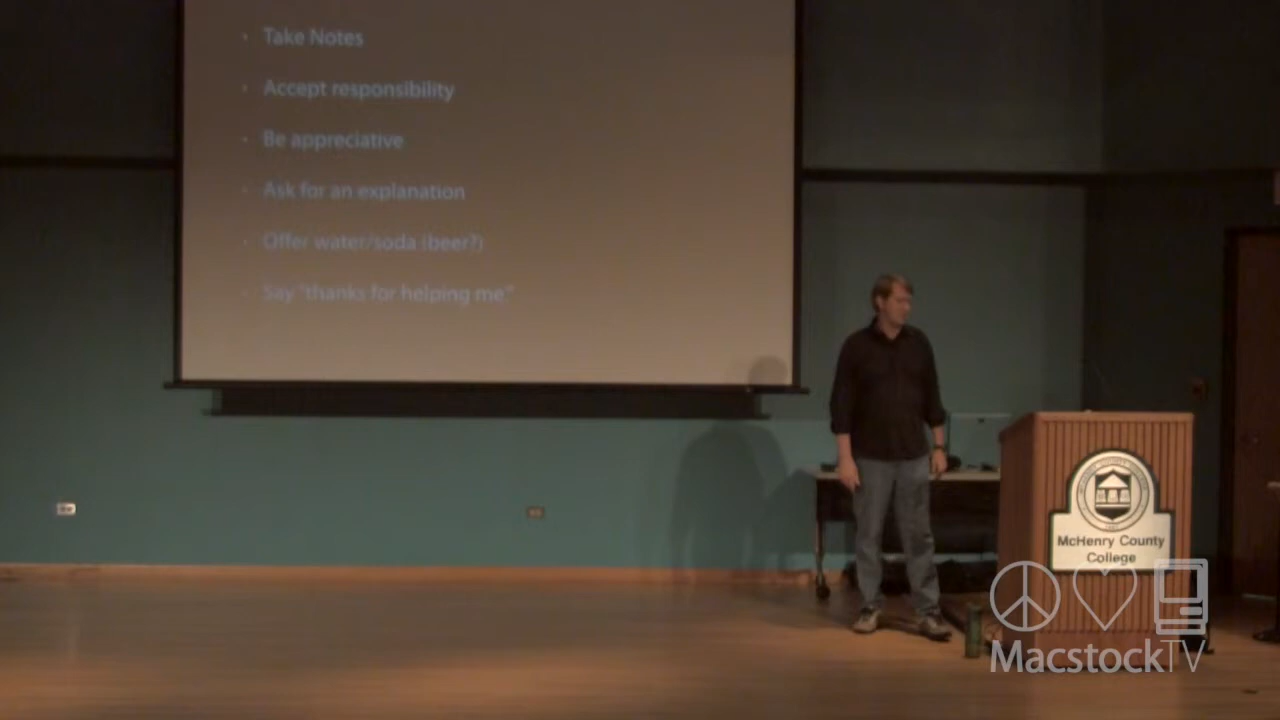 Take Notes
Accept responsibility
Be appreciative
Ask for an explanation
Offer water/soda (beer?)
Say "thanks for helping me."
McHenry County
College
MacstockTV